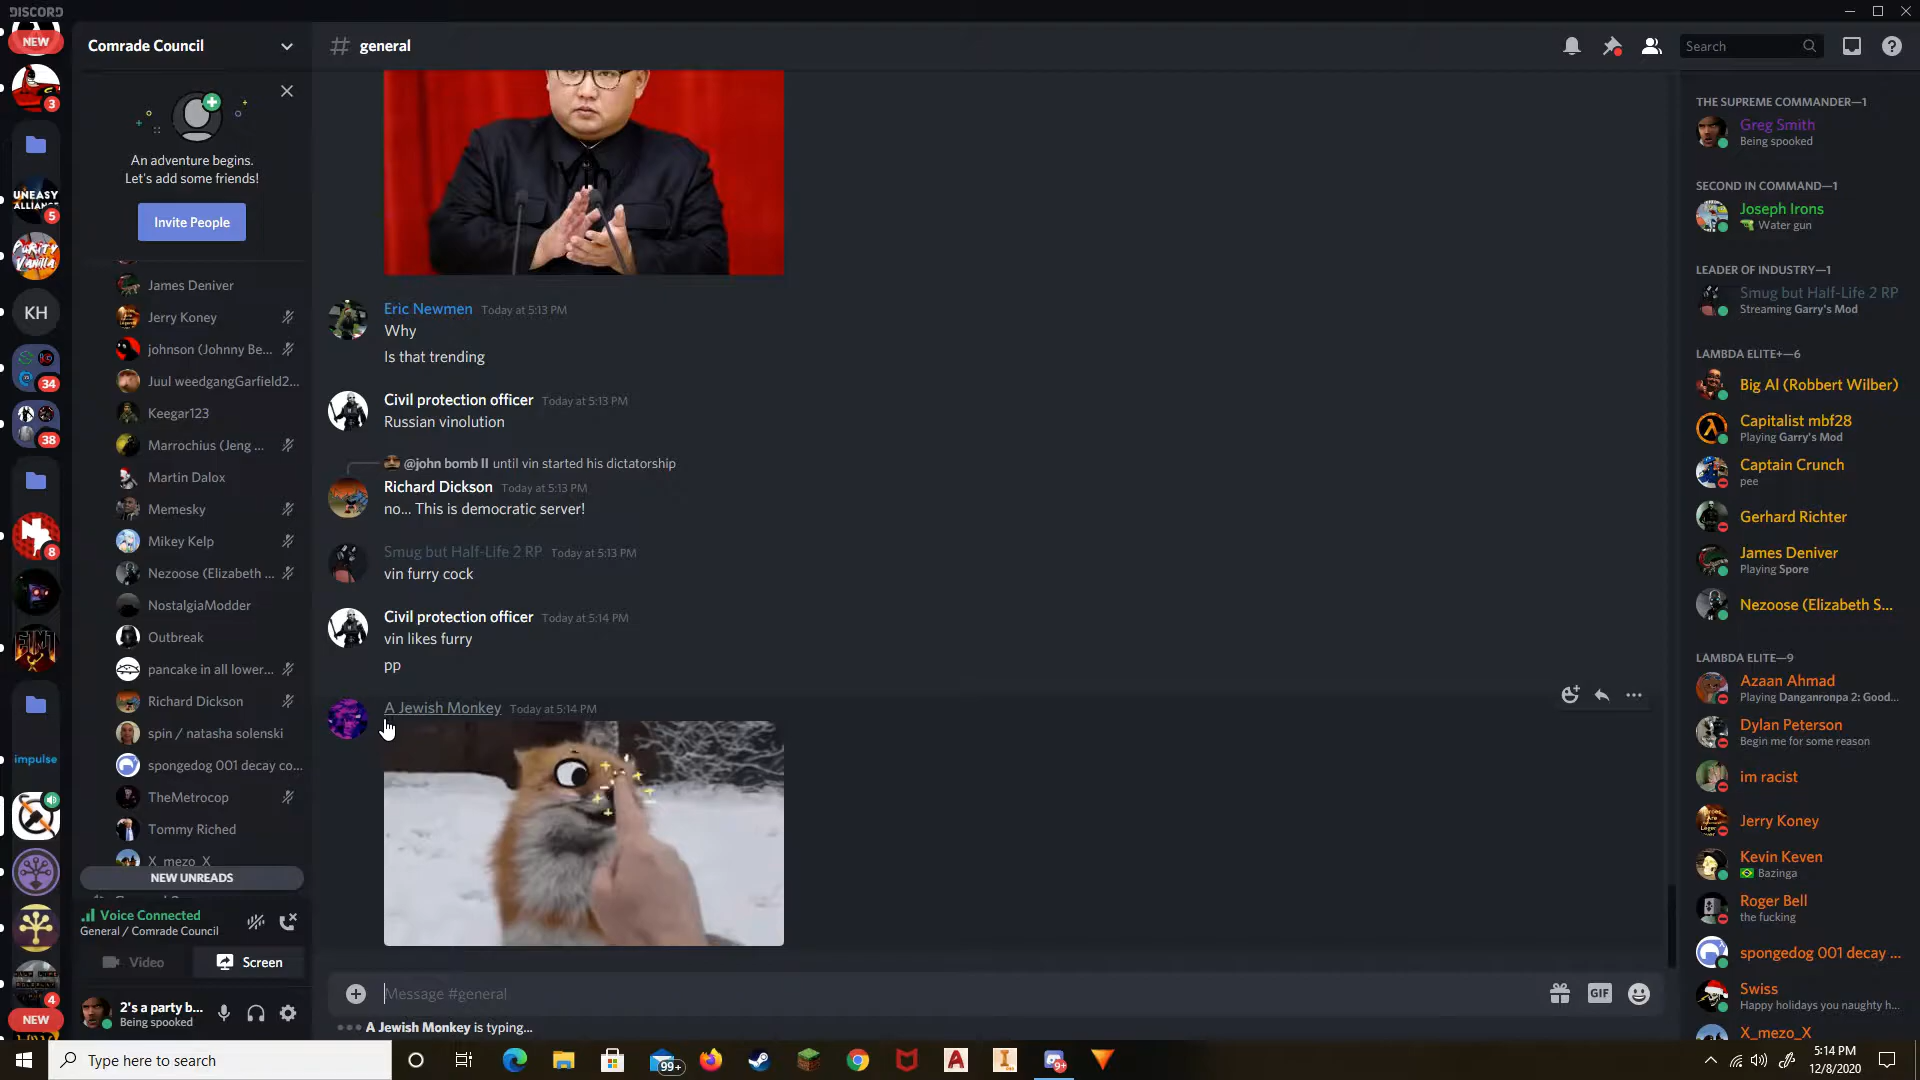 DISCORD
NEW
3
UNEASY
ALLIANCE
5
PURITY
VANILLA
KH
34
38
8
impulse
4
NEW
Comrade Council
An adventure begins.
Let's add some friends!
Invite People
James Deniver
Jerry Koney
johnson (Johnny Be...
Juul weedgangGarfield2...
Keegar123
Marrochius (Jeng ...
Martin Dalox
Memesky
Mikey Kelp
Nezoose (Elizabeth ...
NostalgiaModder
Outbreak
pancake in all lower...
Richard Dickson
spin / natasha solenski
spongedog 001 decay co...
TheMetrocop
Tommy Riched
X_mezo_X
NEW UNREADS
Voice Connected
General / Comrade Council
Video
Screen
2's a party b...
Being spooked
general
Search
Vin
Eric Newmen Today at 5:13 PM
Why
Is that trending
Civil protection officer Today at 5:13 PM
Russian vinolution
@john bomb II until vin started his dictatorship
Richard Dickson Today at 5:13 PM
no... This is democratic server!
Smug but Half-Life 2 RP Today at 5:13 PM
vin furry cock
Civil protection officer Today at 5:14 PM
vin likes furry
pp
A Jewish Monkey Today at 5:14 PM
Message #general
GIF
A Jewish Monkey is typing...
THE SUPREME COMMANDER—1
Greg Smith
Being spooked
SECOND IN COMMAND—1
Joseph Irons
Water gun
LEADER OF INDUSTRY—1
Smug but Half-Life 2 RP
Streaming Garry's Mod
LAMBDA ELITE+—6
Big Al (Robbert Wilber)
Capitalist mbf28
Playing Garry's Mod
Captain Crunch
pee
Gerhard Richter
James Deniver
Playing Spore
Nezoose (Elizabeth S...
LAMBDA ELITE—9
Azaan Ahmad
Playing Danganronpa 2: Good...
Dylan Peterson
Begin me for some reason
im racist
Jerry Koney
Kevin Keven
Bazinga
Roger Bell
the fucking
spongedog 001 decay ...
Swiss
Happy holidays you naughty h...
X_mezo_X
Type here to search
99+
9+
5:14 PM
12/8/2020